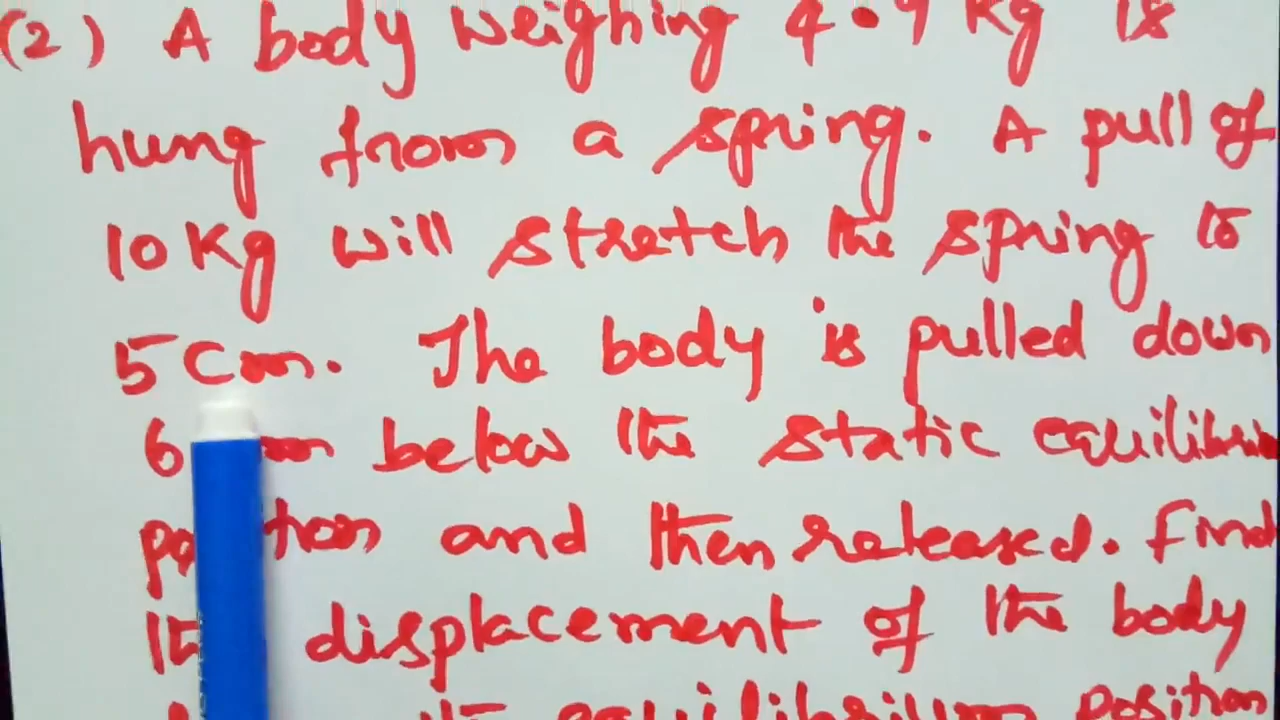 (2) A body weighing 4.9 kg is
hung from a spring. A pull of
10 Kg will stretch the spring to
5 cm. The body is pulled down
6 below the static
and then released. Find
displacement of the body
equilibrium position